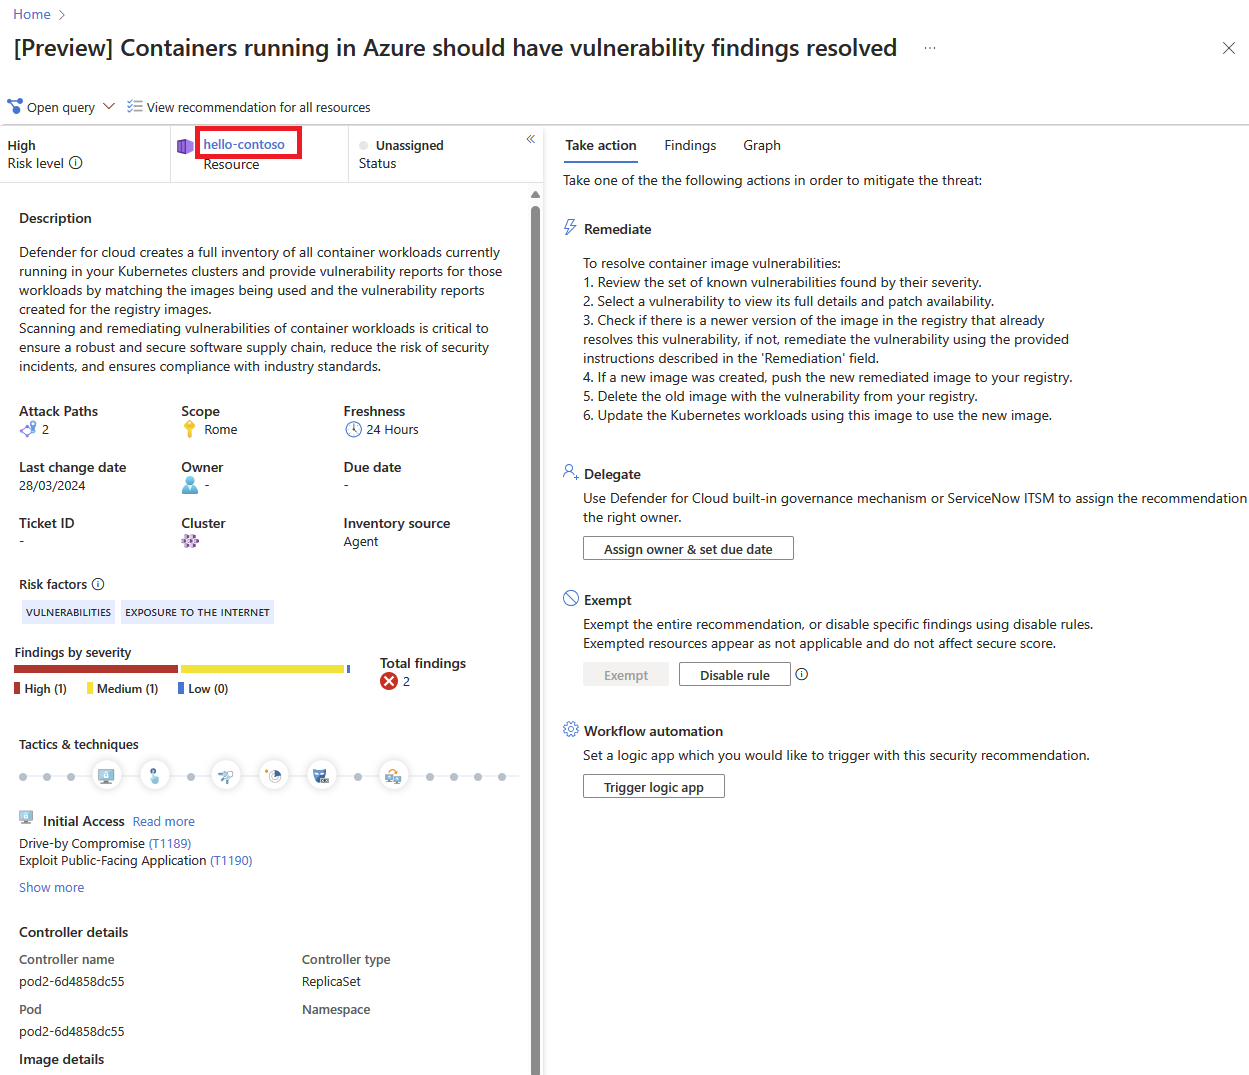 Home
[Preview] Containers running in Azure should have vulnerability findings resolved
Open query
View recommendation for all resources
High
Risk level
hello-contoso
Resource
Unassigned
Status
Description
Defender for cloud creates a full inventory of all container workloads currently
running in your Kubernetes clusters and provide vulnerability reports for those
workloads by matching the images being used and the vulnerability reports
created for the registry images.
Scanning and remediating vulnerabilities of container workloads is critical to
ensure a robust and secure software supply chain, reduce the risk of security
incidents, and ensures compliance with industry standards.
Attack Paths
2
Scope
Rome
Freshness
24 Hours
Last change date
28/03/2024
Owner
-
Due date
-
Ticket ID
-
Cluster
Inventory source
Agent
Risk factors
VULNERABILITIES
EXPOSURE TO THE INTERNET
Findings by severity
High (1)
Medium (1)
Low (0)
Total findings
2
Tactics & techniques
Initial Access Read more
Drive-by Compromise (T1189)
Exploit Public-Facing Application (T1190)
Show more
Controller details
Controller name
pod2-6d4858dc55
Controller type
ReplicaSet
Pod
pod2-6d4858dc55
Namespace
Image details
Take action
Findings
Graph
Take one of the the following actions in order to mitigate the threat:
Remediate
To resolve container image vulnerabilities:
1. Review the set of known vulnerabilities found by their severity.
2. Select a vulnerability to view its full details and patch availability.
3. Check if there is a newer version of the image in the registry that already
resolves this vulnerability, if not, remediate the vulnerability using the provided
instructions described in the 'Remediation' field.
4. If a new image was created, push the new remediated image to your registry.
5. Delete the old image with the vulnerability from your registry.
6. Update the Kubernetes workloads using this image to use the new image.
Delegate
Use Defender for Cloud built-in governance mechanism or ServiceNow ITSM to assign the recommendation
the right owner.
Assign owner & set due date
Exempt
Exempt the entire recommendation, or disable specific findings using disable rules.
Exempted resources appear as not applicable and do not affect secure score.
Exempt
Disable rule
Workflow automation
Set a logic app which you would like to trigger with this security recommendation.
Trigger logic app